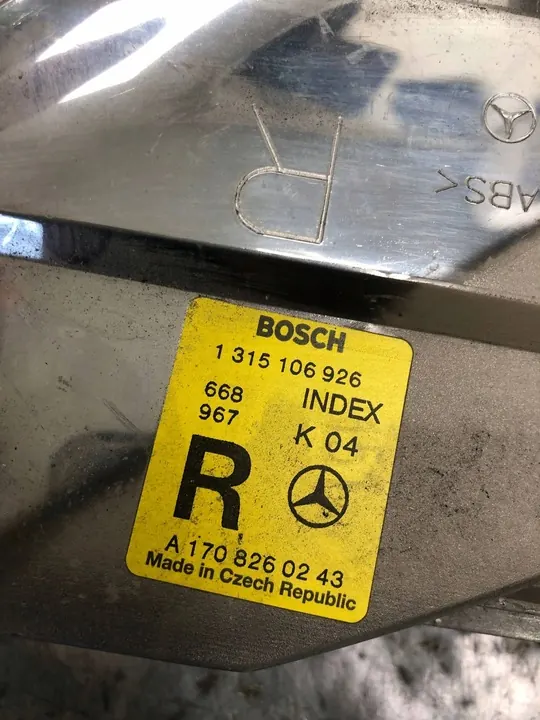 R
ABS<
BOSCH
1 315 106 926
668 INDEX
967 K 04
R
A 170 826 02 43
Made in Czech Republic